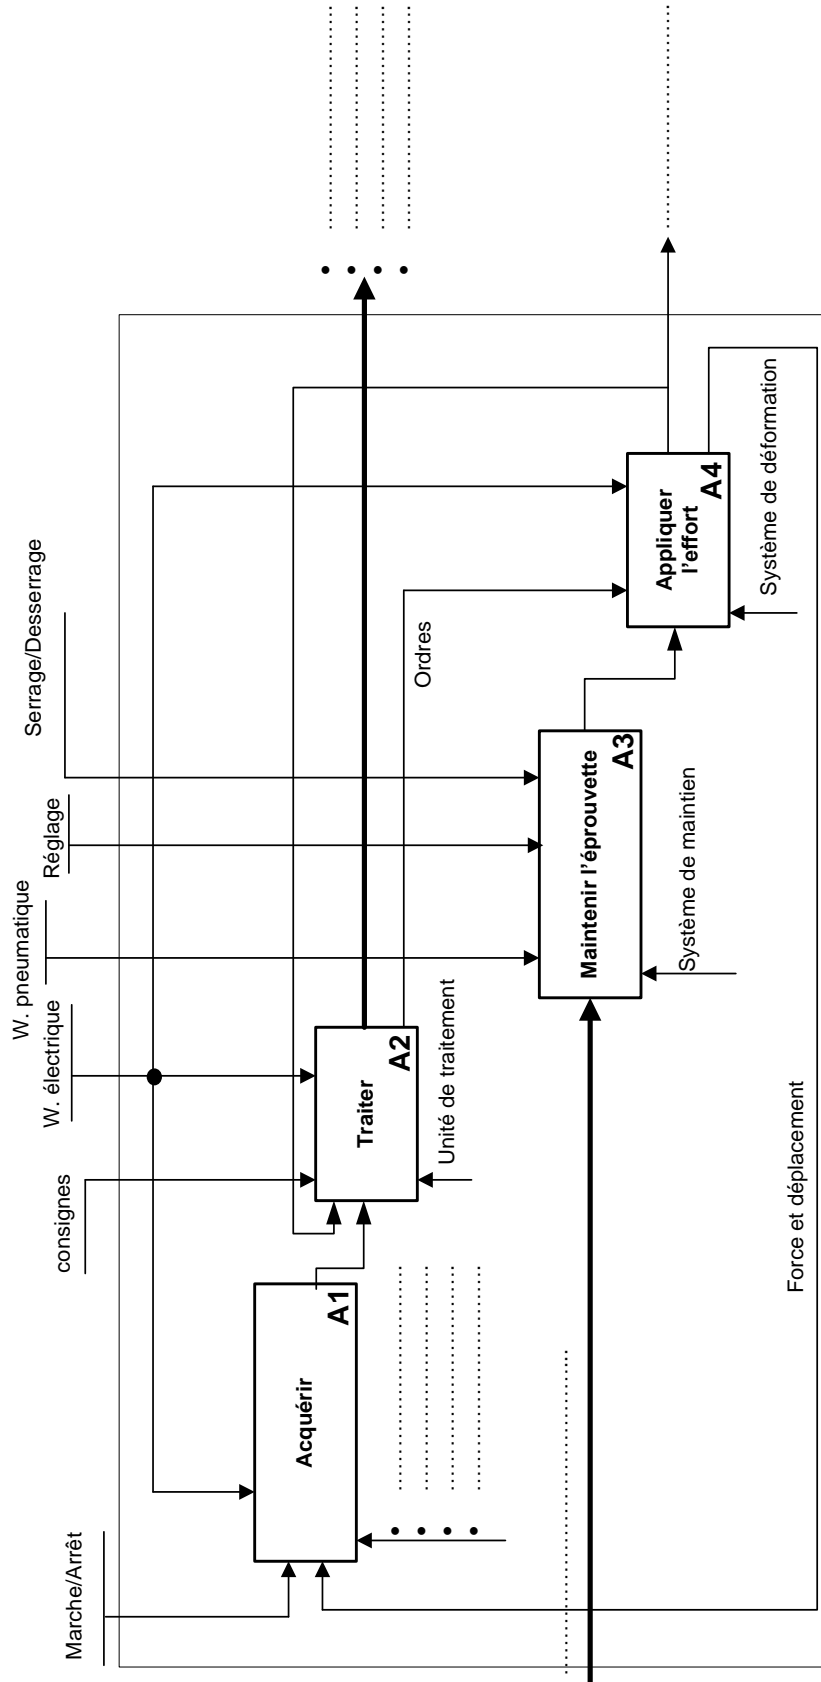 Marche/Arrêt
consignes
W. électrique
W. pneumatique
Réglage
Serrage/Desserrage
Acquérir
A1
Traiter
A2
Unité de traitement
Ordres
Maintenir l'éprouvette
A3
Système de maintien
Appliquer
l'effort
A4
Système de déformation
Force et déplacement